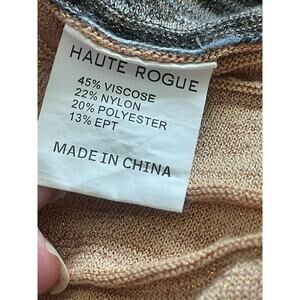 HAUTE ROGUE
45% VISCOSE
22% NYLON
20% POLYESTER
13% EPT
MADE IN CHINA